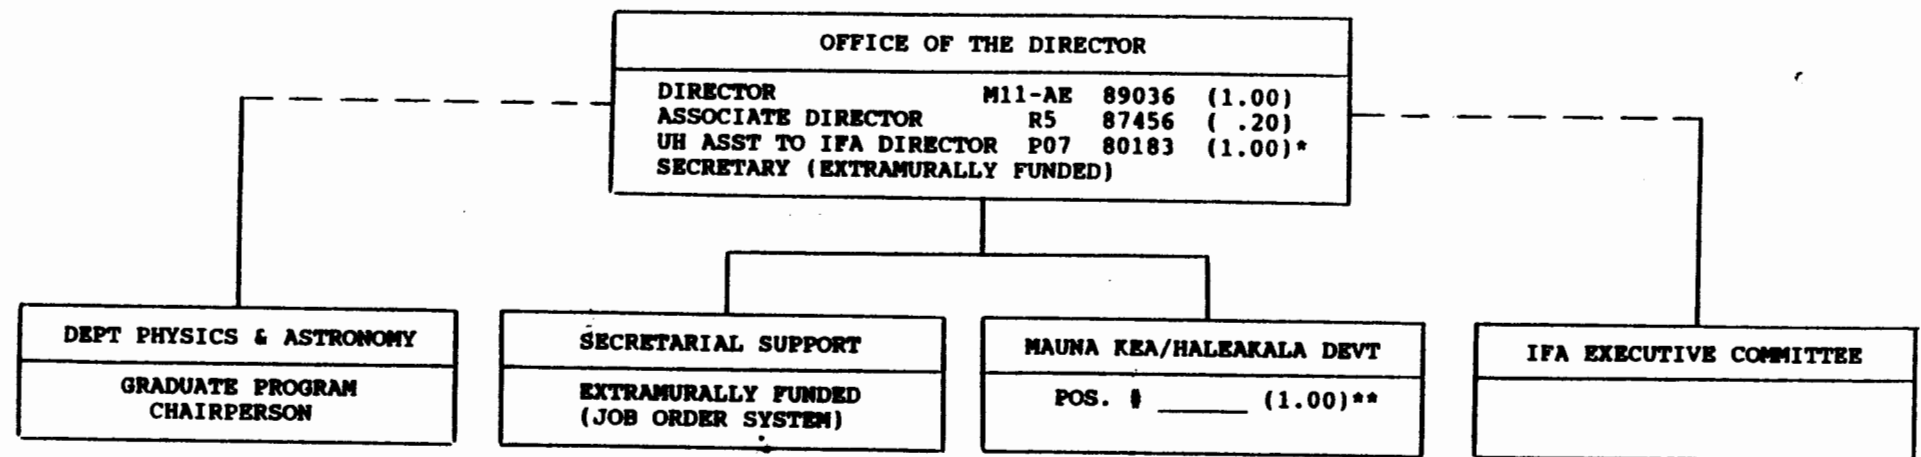 OFFICE OF THE DIRECTOR
DIRECTOR M11-AE 89036 (1.00)
ASSOCIATE DIRECTOR R5 87456 ( .20)
UH ASST TO IFA DIRECTOR P07 80183 (1.00)*
SECRETARY (EXTRAMURALLY FUNDED)
DEPT PHYSICS & ASTRONOMY
GRADUATE PROGRAM
CHAIRPERSON
SECRETARIAL SUPPORT
EXTRAMURALLY FUNDED
(JOB ORDER SYSTEM)
MAUNA KEA/HALEAKALA DEVT
POS. # ______ (1.00)**
IFA EXECUTIVE COMMITTEE